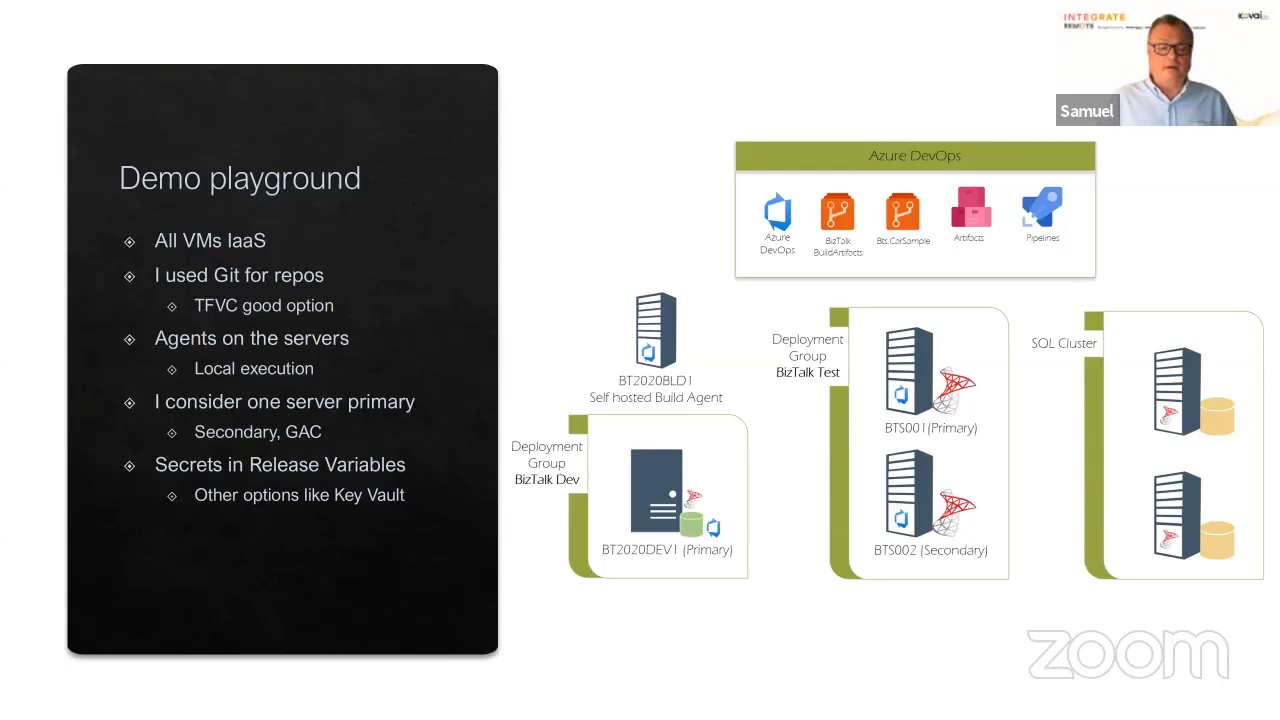 INTEGRATE
REMOTE
kovai
Samuel
Demo playground
All VMs IaaS
I used Git for repos
TFVC good option
Agents on the servers
Local execution
I consider one server primary
Secondary, GAC
Secrets in Release Variables
Other options like Key Vault
Azure DevOps
Azure
DevOps
BizTalk
BuildArtifacts
Bts.CarSample
Artifacts
Pipelines
BT2020BLD1
Self hosted Build Agent
Deployment
Group
BizTalk Dev
BT2020DEV1 (Primary)
Deployment
Group
BizTalk Test
BTS001(Primary)
BTS002 (Secondary)
SQL Cluster
zoom